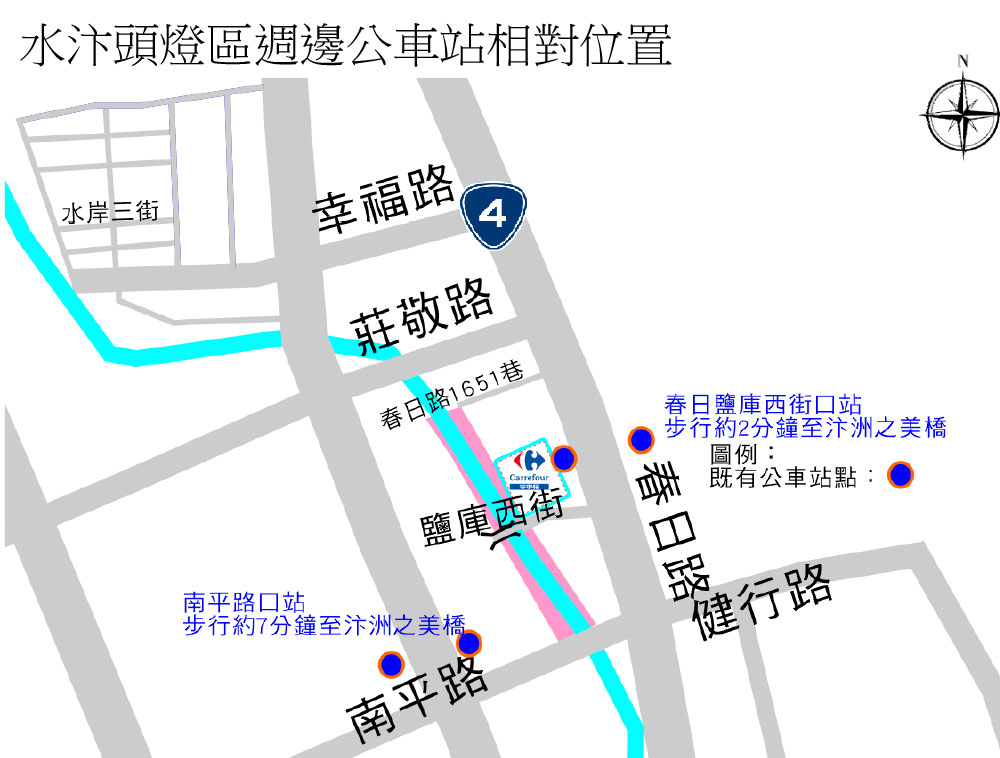 水汴頭燈區週邊公車站相對位置
N
幸福路
4
水岸三街
莊敬路
春日路1651巷
春日鹽庫西街口站
步行約2分鐘至汴洲之美橋
圖例：
既有公車站點：
Carrefour
家樂福
鹽庫西街
春日路
健行路
南平路口站
步行約7分鐘至汴洲之美橋
南平路